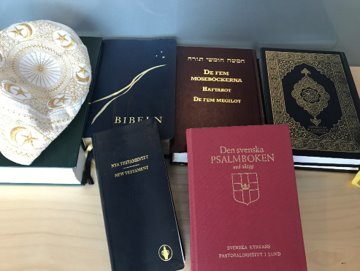 BIBELN
חמשה חומשי תורה
DE FEM
MOSEBÖCKERNA
HAFTAROT
DE FEM MEGILOT
NYA TESTAMENTET
NEW TESTAMENT
Den svenska
PSALMBOKEN
SVENSKA KYRKANS
PASTORALINSTITUT I LUND